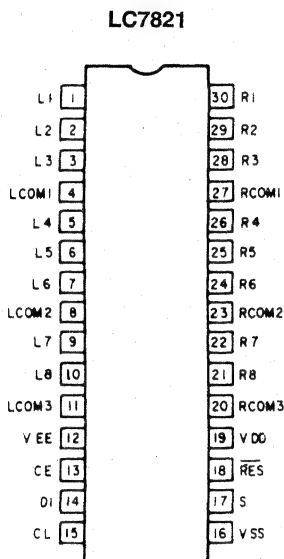 LC7821
L1 1 30 R1
L2 2 29 R2
L3 3 28 R3
LCOM1 4 27 RCOM1
L4 5 26 R4
L5 6 25 R5
L6 7 24 R6
LCOM2 8 23 RCOM2
L7 9 22 R7
L8 10 21 R8
LCOM3 11 20 RCOM3
VEE 12 19 VDD
CE 13 18 RES
DI 14 17 S
CL 15 16 VSS